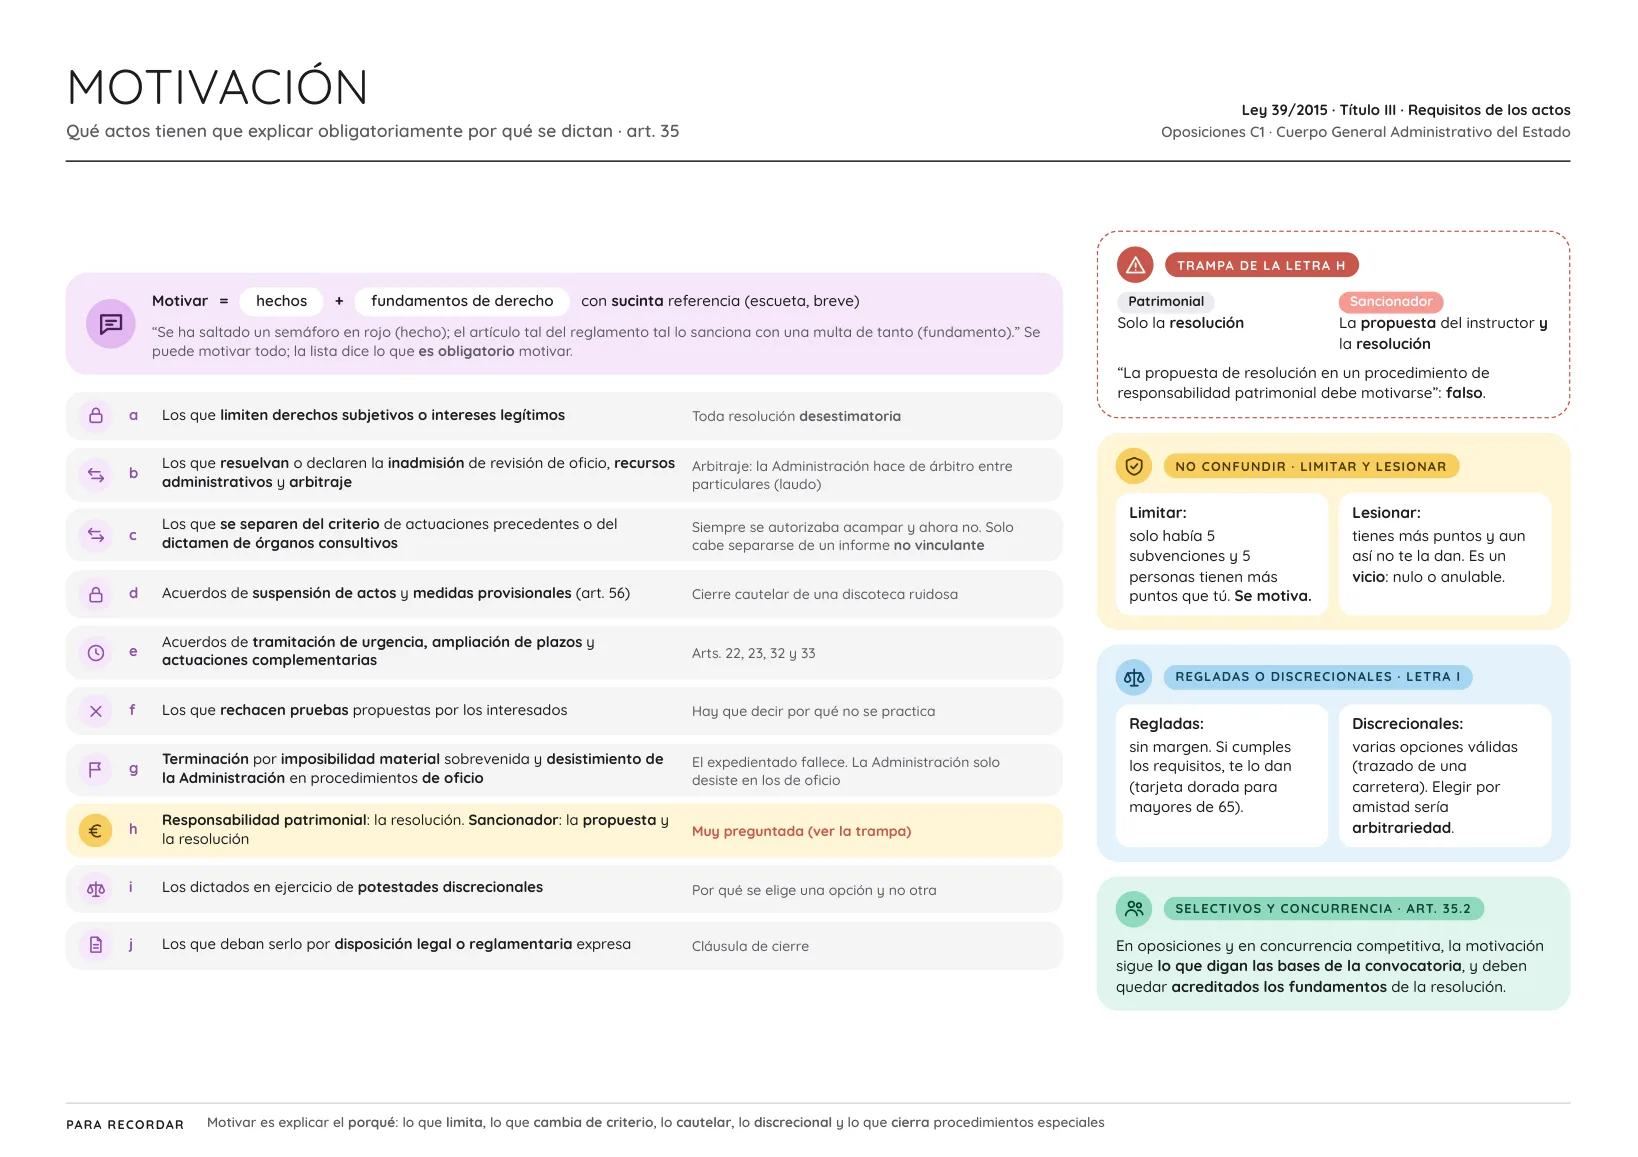 MOTIVACIÓN
Qué actos tienen que explicar obligatoriamente por qué se dictan · art. 35
Ley 39/2015 · Título III · Requisitos de los actos
Oposiciones C1 · Cuerpo General Administrativo del Estado
Motivar = hechos + fundamentos de derecho con sucinta referencia (escueta, breve)
“Se ha saltado un semáforo en rojo (hecho); el artículo tal del reglamento tal lo sanciona con una multa de tanto (fundamento).” Se
puede motivar todo; la lista dice lo que es obligatorio motivar.
a Los que limiten derechos subjetivos o intereses legítimos
Toda resolución desestimatoria
b Los que resuelvan o declaren la inadmisión de revisión de oficio, recursos
administrativos y arbitraje
Arbitraje: la Administración hace de árbitro entre
particulares (laudo)
c Los que se separen del criterio de actuaciones precedentes o del
dictamen de órganos consultivos
Siempre se autorizaba acampar y ahora no. Solo
cabe separarse de un informe no vinculante
d Acuerdos de suspensión de actos y medidas provisionales (art. 56)
Cierre cautelar de una discoteca ruidosa
e Acuerdos de tramitación de urgencia, ampliación de plazos y
actuaciones complementarias
Arts. 22, 23, 32 y 33
f Los que rechacen pruebas propuestas por los interesados
Hay que decir por qué no se practica
g Terminación por imposibilidad material sobrevenida y desistimiento de
la Administración en procedimientos de oficio
El expedientado fallece. La Administración solo
desiste en los de oficio
h Responsabilidad patrimonial: la resolución. Sancionador: la propuesta y
la resolución
Muy preguntada (ver la trampa)
i Los dictados en ejercicio de potestades discrecionales
Por qué se elige una opción y no otra
j Los que deban serlo por disposición legal o reglamentaria expresa
Cláusula de cierre
TRAMPA DE LA LETRA H
Patrimonial
Solo la resolución
Sancionador
La propuesta del instructor y
la resolución
“La propuesta de resolución en un procedimiento de
responsabilidad patrimonial debe motivarse”: falso.
NO CONFUNDIR · LIMITAR Y LESIONAR
Limitar:
solo había 5
subvenciones y 5
personas tienen más
puntos que tú. Se motiva.
Lesionar:
tienes más puntos y aun
así no te la dan. Es un
vicio: nulo o anulable.
REGLADAS O DISCRECIONALES · LETRA I
Regladas:
sin margen. Si cumples
los requisitos, te lo dan
(tarjeta dorada para
mayores de 65).
Discrecionales:
varias opciones válidas
(trazado de una
carretera). Elegir por
amistad sería
arbitrariedad.
SELECTIVOS Y CONCURRENCIA · ART. 35.2
En oposiciones y en concurrencia competitiva, la motivación
sigue lo que digan las bases de la convocatoria, y deben
quedar acreditados los fundamentos de la resolución.
PARA RECORDAR
Motivar es explicar el porqué: lo que limita, lo que cambia de criterio, lo cautelar, lo discrecional y lo que cierra procedimientos especiales